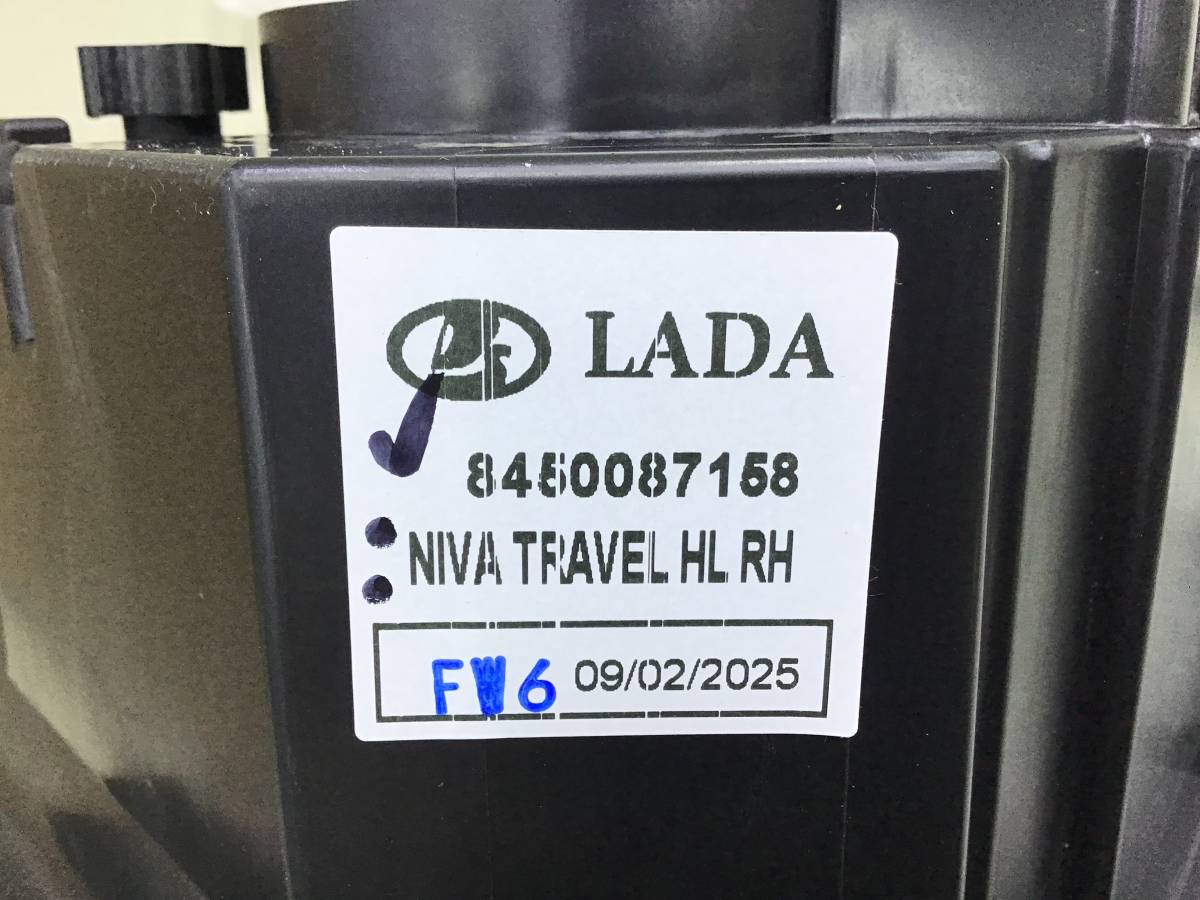 LADA
8450087158
NIVA TRAVEL HL RH
FW6 09/02/2025